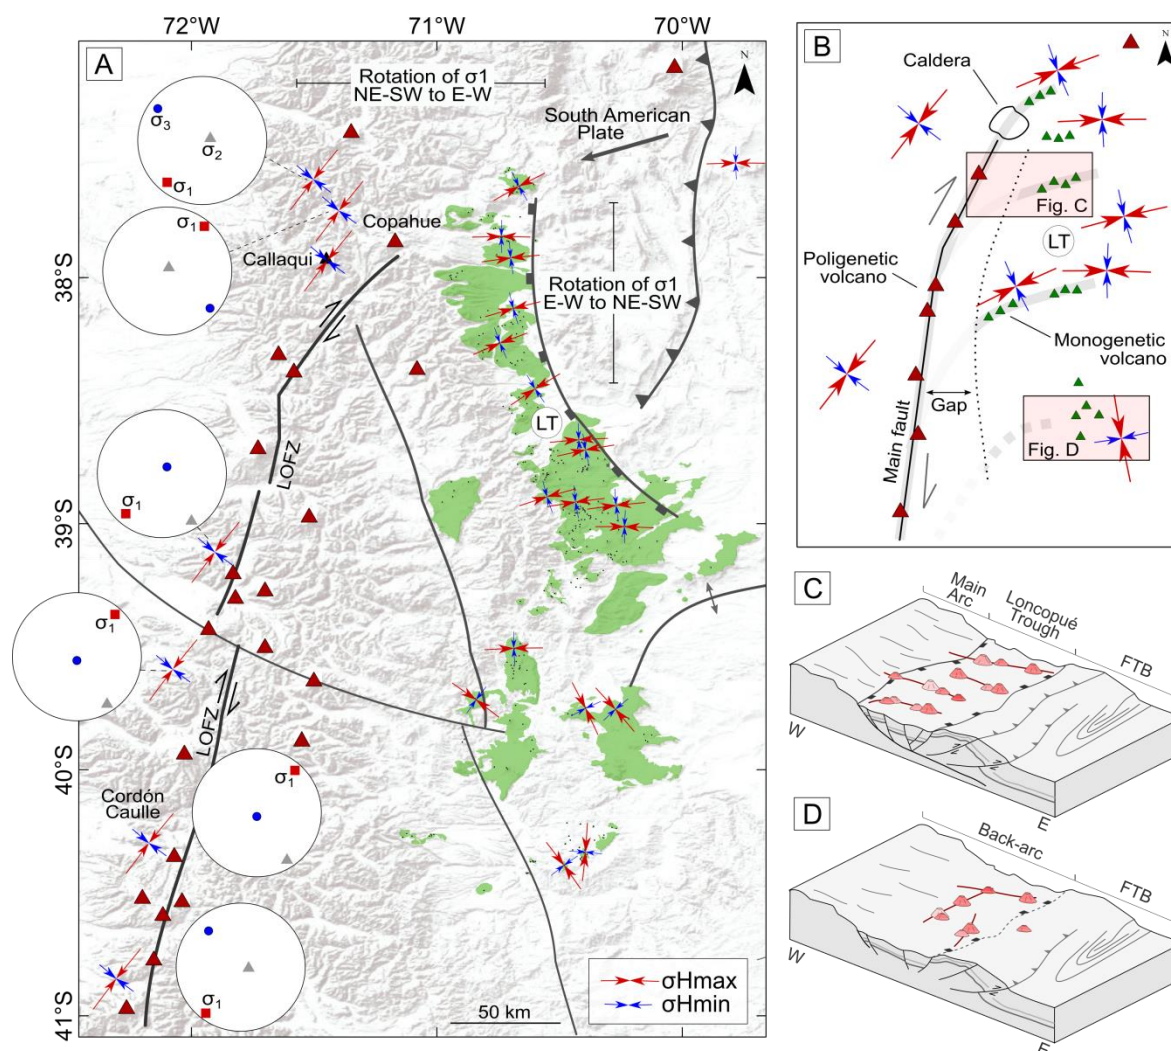 72°W
71°W
70°W
A
Rotation of σ1
NE-SW to E-W
N
South American
Plate
σ3
σ2
σ1
σ1
Copahue
Callaqui
38°S
Rotation of σ1
E-W to NE-SW
LT
LOFZ
σ1
39°S
σ1
LOFZ
40°S
σ1
Cordón
Caulle
σ1
41°S
50 km
σHmax
σHmin
B
N
Caldera
Fig. C
LT
Poligenetic
volcano
Monogenetic
volcano
Gap
Main fault
Fig. D
C
Main
Arc
Loncopué
Trough
FTB
W
E
D
Back-arc
FTB
W
E